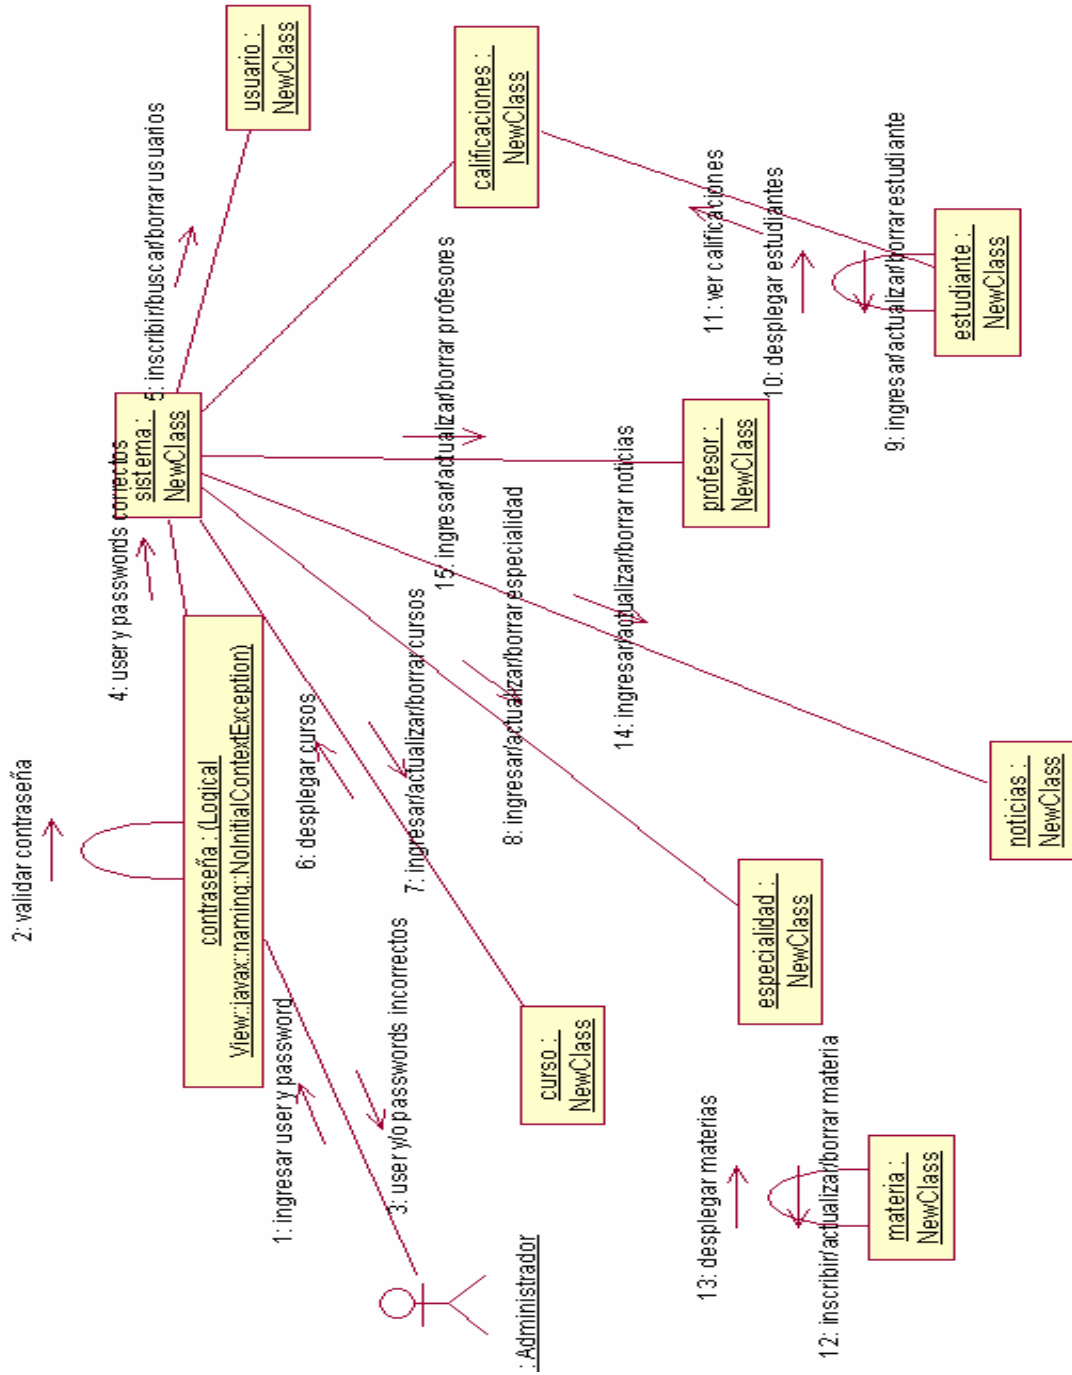 2: validar contraseña
contraseña : (Logical
View::javax::naming::NoInitialContextException)
4: user y passwords correctos
sistema :
NewClass
5: inscribir/buscar/borrar usuarios
usuario :
NewClass
1: ingresar user y password
3: user y/o passwords incorrectos
: Administrador
6: desplegar cursos
7: ingresar/actualizar/borrar cursos
curso :
NewClass
8: ingresar/actualizar/borrar especialidad
especialidad :
NewClass
15: ingresar/actualizar/borrar profesores
profesor :
NewClass
14: ingresar/actualizar/borrar noticias
noticias :
NewClass
calificaciones :
NewClass
11: ver calificaciones
10: desplegar estudiantes
9: ingresar/actualizar/borrar estudiante
estudiante :
NewClass
13: desplegar materias
12: inscribir/actualizar/borrar materia
materia :
NewClass